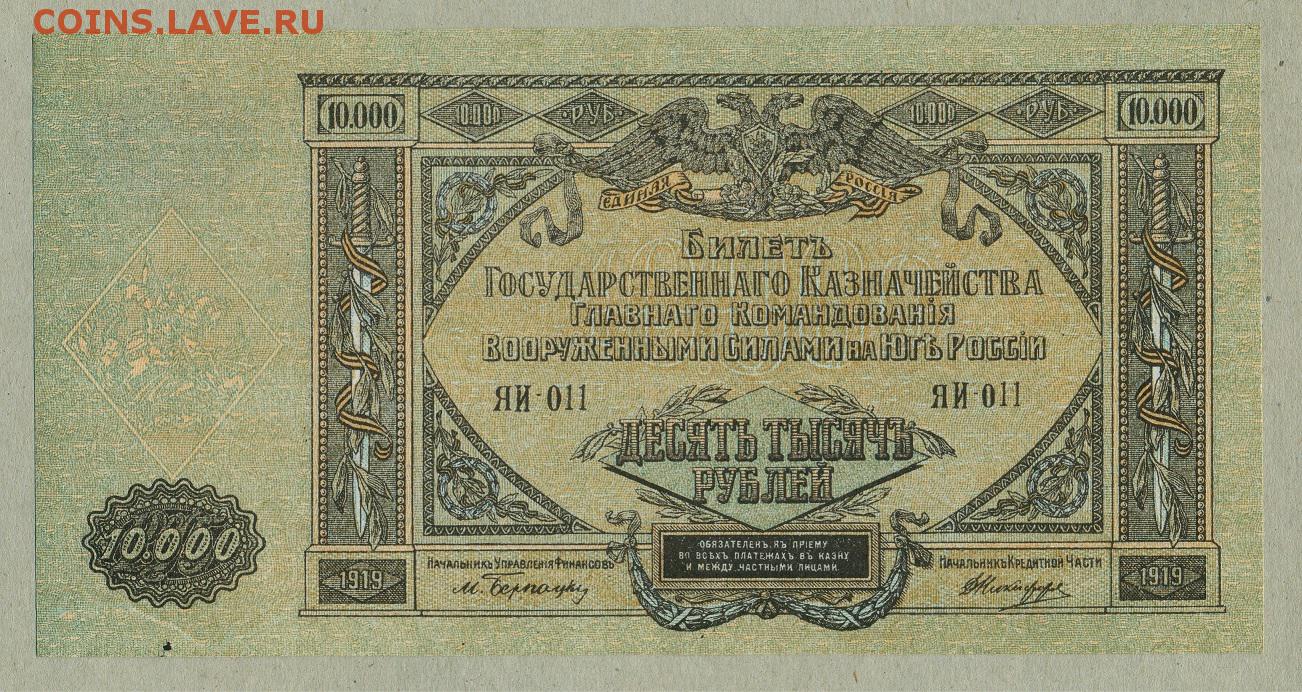 COINS.LAVE.RU
10.000 10.000 РУБ 10.000 РУБ 10.000
ЕДИНАЯ РОССІЯ
БИЛЕТЪ
ГОСУДАРСТВЕННАГО КАЗНАЧЕЙСТВА
ГЛАВНАГО КОМАНДОВАНІЯ
ВООРУЖЕННЫМИ СИЛАМИ НА ЮГѢ РОССІИ
ЯИ-011 ЯИ-011
ДЕСЯТЬ ТЫСЯЧЪ
РУБЛЕЙ
10.000
ОБЯЗАТЕЛЕНЪ КЪ ПРІЕМУ
ВО ВСѢХЪ ПЛАТЕЖАХЪ ВЪ КАЗНУ
И МЕЖДУ ЧАСТНЫМИ ЛИЦАМИ.
НАЧАЛЬНИКЪ УПРАВЛЕНІЯ ФИНАНСОВЪ НАЧАЛЬНИКЪ КРЕДИТНОЙ ЧАСТИ
1919 1919